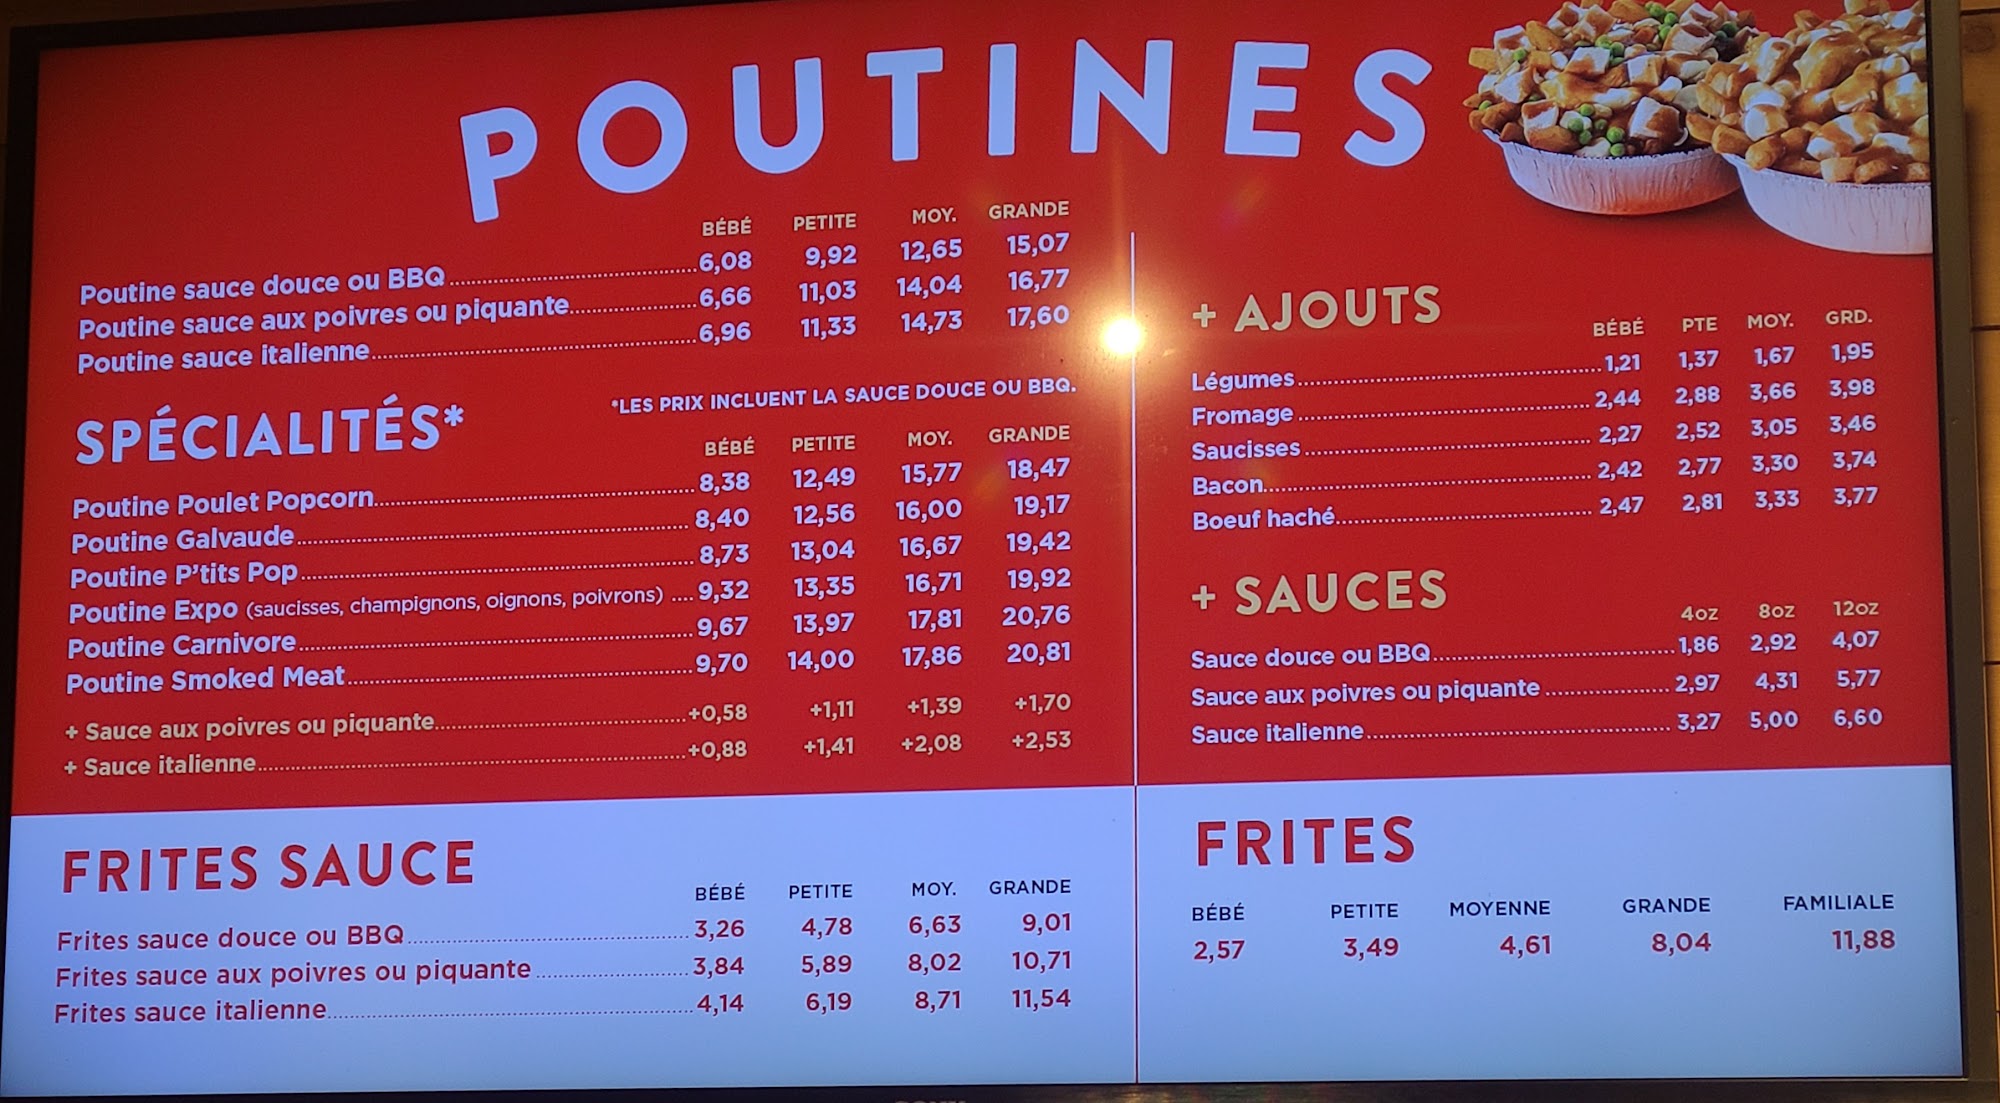 POUTINES
BÉBÉ PETITE MOY. GRANDE
Poutine sauce douce ou BBQ 6,08 9,92 12,65 15,07
Poutine sauce aux poivres ou piquante 6,66 11,03 14,04 16,77
Poutine sauce italienne 6,96 11,33 14,73 17,60
SPÉCIALITÉS*
*LES PRIX INCLUENT LA SAUCE DOUCE OU BBQ.
BÉBÉ PETITE MOY. GRANDE
Poutine Poulet Popcorn 8,38 12,49 15,77 18,47
Poutine Galvaude 8,40 12,56 16,00 19,17
Poutine P'tits Pop 8,73 13,04 16,67 19,42
Poutine Expo (saucisses, champignons, oignons, poivrons) 9,32 13,35 16,71 19,92
Poutine Carnivore 9,67 13,97 17,81 20,76
Poutine Smoked Meat 9,70 14,00 17,86 20,81
+ Sauce aux poivres ou piquante +0,58 +1,11 +1,39 +1,70
+ Sauce italienne +0,88 +1,41 +2,08 +2,53
+ AJOUTS
BÉBÉ PTE MOY. GRD.
Légumes 1,21 1,37 1,67 1,95
Fromage 2,44 2,88 3,66 3,98
Saucisses 2,27 2,52 3,05 3,46
Bacon 2,42 2,77 3,30 3,74
Boeuf haché 2,47 2,81 3,33 3,77
+ SAUCES
4oz 8oz 12oz
Sauce douce ou BBQ 1,86 2,92 4,07
Sauce aux poivres ou piquante 2,97 4,31 5,77
Sauce italienne 3,27 5,00 6,60
FRITES SAUCE
BÉBÉ PETITE MOY. GRANDE
Frites sauce douce ou BBQ 3,26 4,78 6,63 9,01
Frites sauce aux poivres ou piquante 3,84 5,89 8,02 10,71
Frites sauce italienne 4,14 6,19 8,71 11,54
FRITES
BÉBÉ PETITE MOYENNE GRANDE FAMILIALE
2,57 3,49 4,61 8,04 11,88